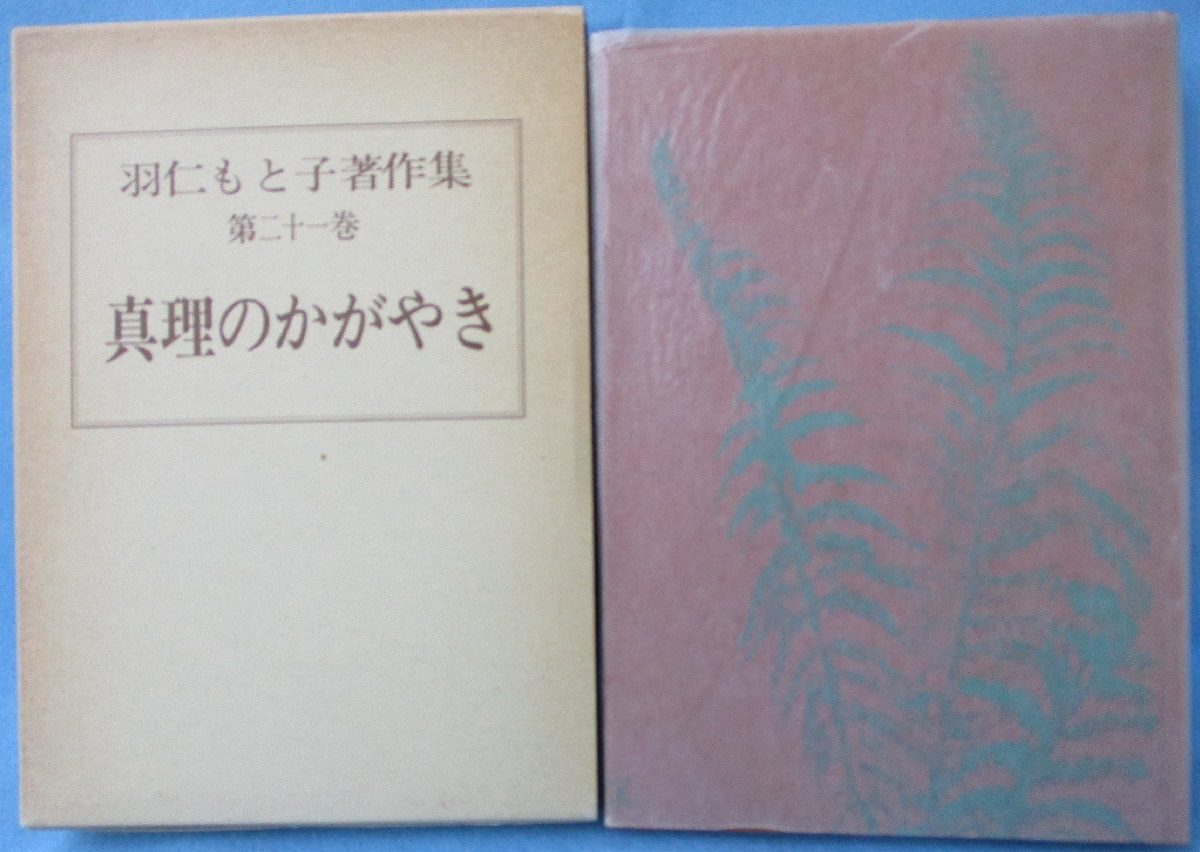 羽仁もと子著作集
第二十一巻
真理のかがやき